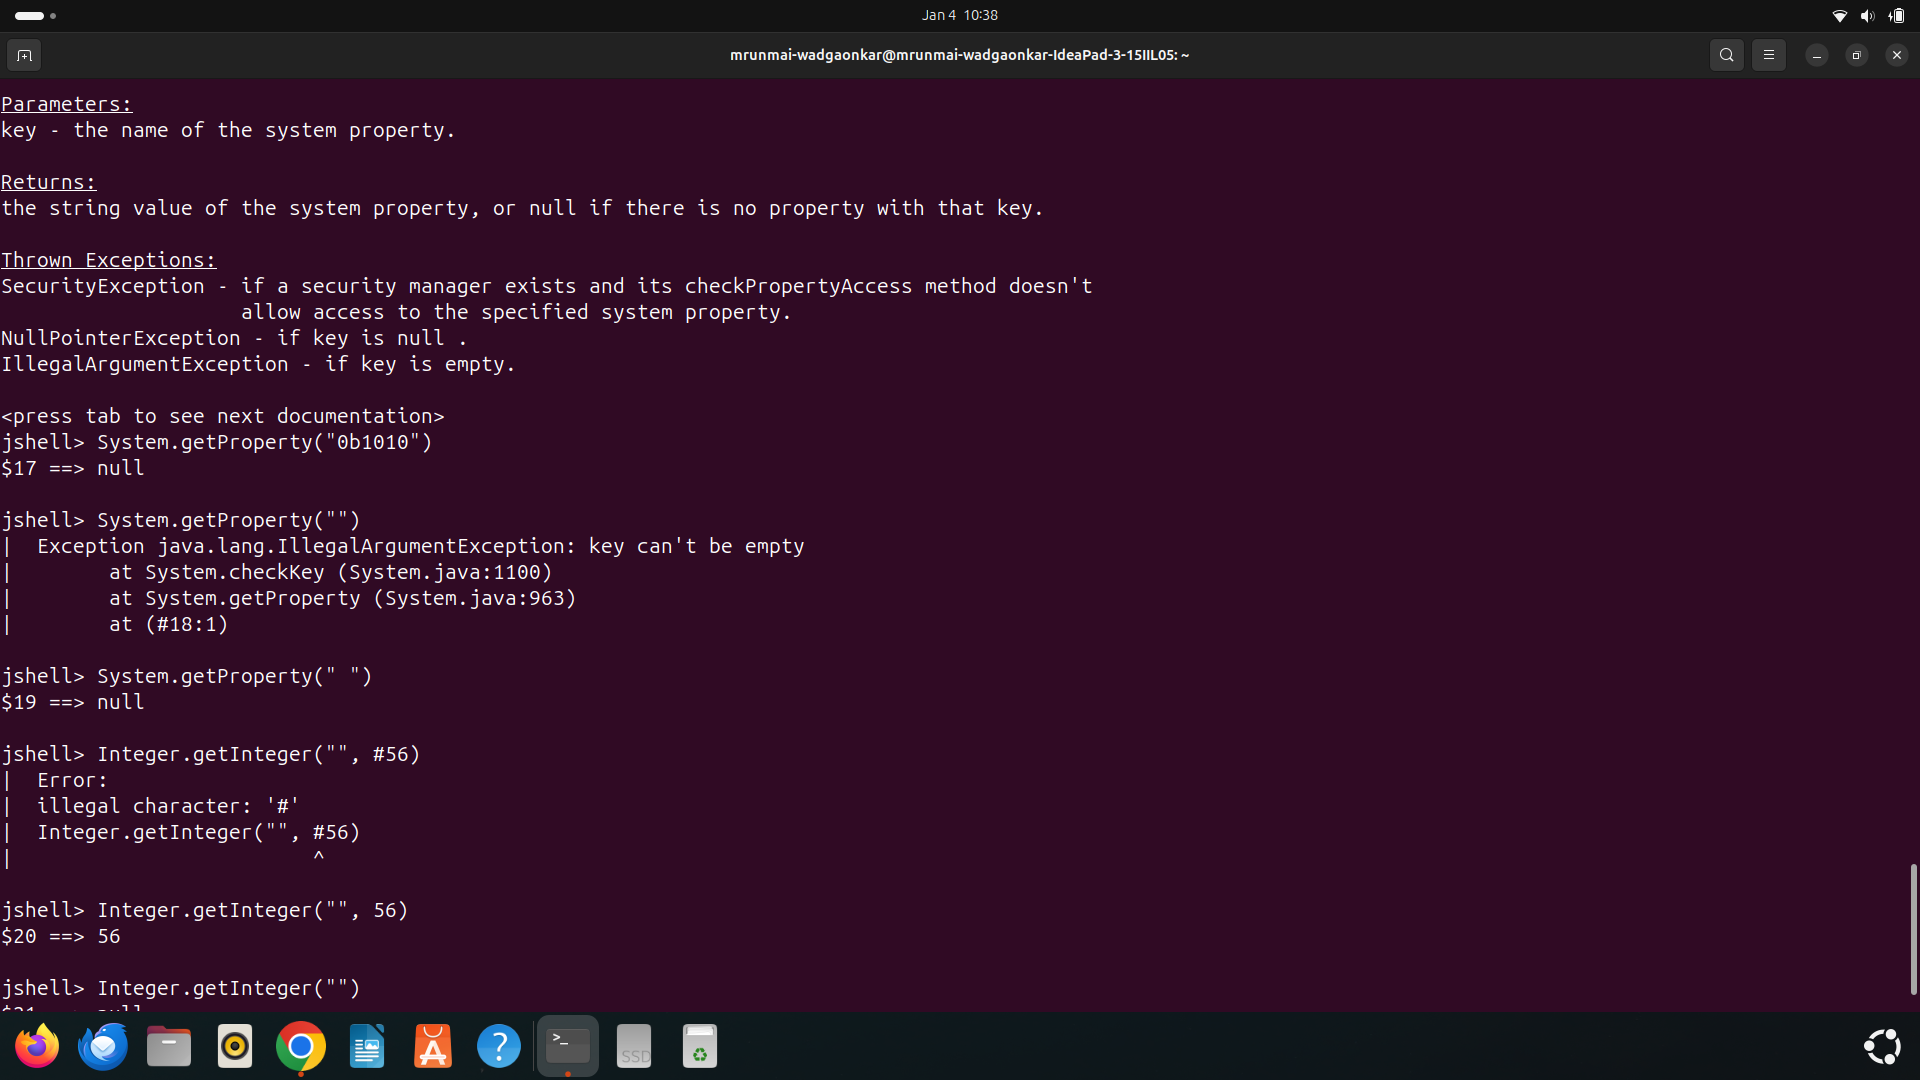 Jan 4 10:38
mrunmai-wadgaonkar@mrunmai-wadgaonkar-IdeaPad-3-15IIL05: ~
Parameters:
key - the name of the system property.
Returns:
the string value of the system property, or null if there is no property with that key.
Thrown Exceptions:
SecurityException - if a security manager exists and its checkPropertyAccess method doesn't
allow access to the specified system property.
NullPointerException - if key is null .
IllegalArgumentException - if key is empty.
<press tab to see next documentation>
jshell> System.getProperty("0b1010")
$17 ==> null
jshell> System.getProperty("")
|  Exception java.lang.IllegalArgumentException: key can't be empty
|        at System.checkKey (System.java:1100)
|        at System.getProperty (System.java:963)
|        at (#18:1)
jshell> System.getProperty(" ")
$19 ==> null
jshell> Integer.getInteger("", #56)
|  Error:
|  illegal character: '#'
|  Integer.getInteger("", #56)
|                         ^
jshell> Integer.getInteger("", 56)
$20 ==> 56
jshell> Integer.getInteger("")
SSD